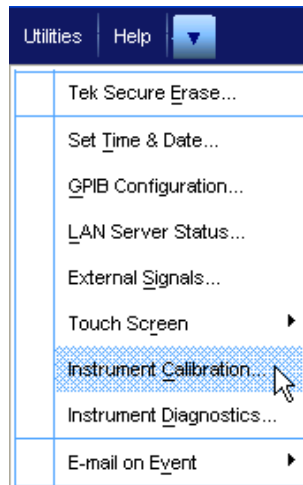 Utilities Help
Tek Secure Erase...
Set Time & Date...
GPIB Configuration...
LAN Server Status...
External Signals...
Touch Screen
Instrument Calibration...
Instrument Diagnostics...
E-mail on Event